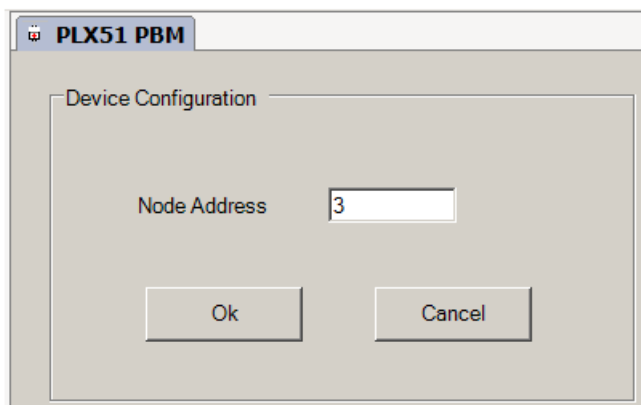 PLX51 PBM
Device Configuration
Node Address 3
Ok Cancel